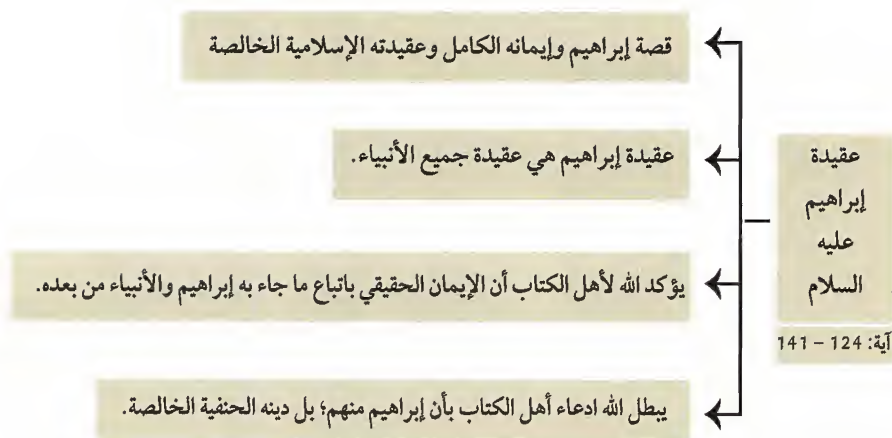 قصة إبراهيم وإيمانه الكامل وعقيدته الإسلامية الخالصة
عقيدة إبراهيم هي عقيدة جميع الأنبياء.
يؤكد الله لأهل الكتاب أن الإيمان الحقيقي باتباع ما جاء به إبراهيم والأنبياء من بعده.
يبطل الله ادعاء أهل الكتاب بأن إبراهيم منهم؛ بل دينه الحنفية الخالصة.
عقيدة
إبراهيم
عليه
السلام
آية: 124 – 141